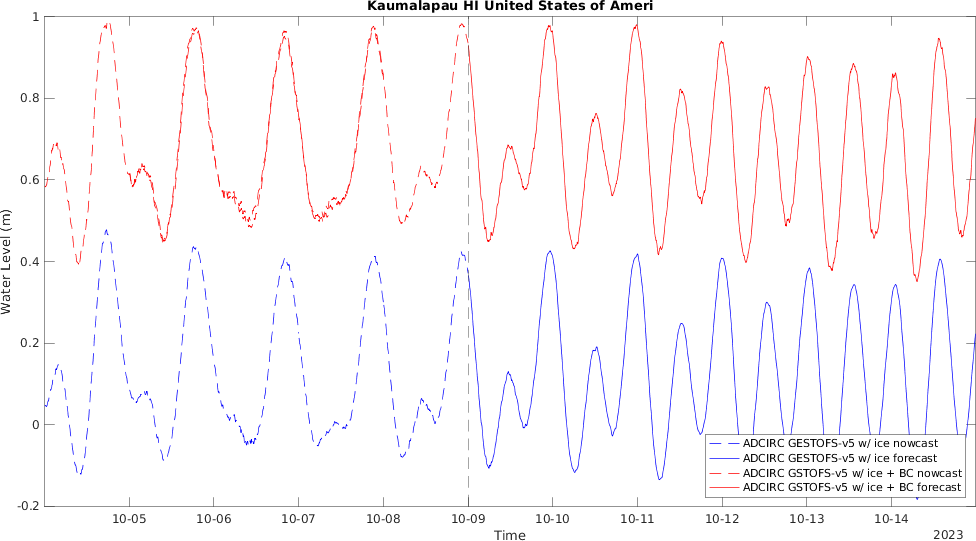 Kaumalapau HI United States of Ameri
1
0.8
0.6
0.4
0.2
0
-0.2
Water Level (m)
ADCIRC GESTOFS-v5 w/ ice nowcast
ADCIRC GESTOFS-v5 w/ ice forecast
ADCIRC GSTOFS-v5 w/ ice + BC nowcast
ADCIRC GSTOFS-v5 w/ ice + BC forecast
10-05 10-06 10-07 10-08 10-09 10-10 10-11 10-12 10-13 10-14
Time
2023